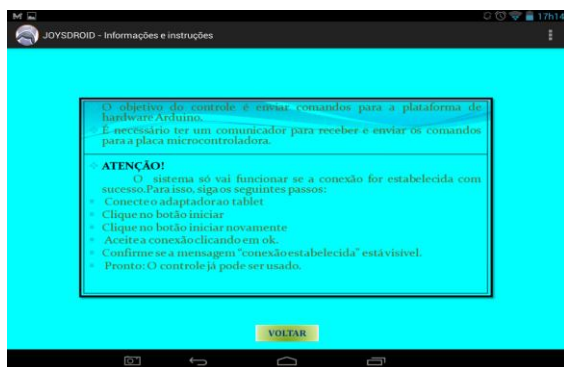 17h14
JOYSDROID - Informações e instruções
O objetivo do controle é enviar comandos para a plataforma de
hardware Arduino.
É necessário ter um comunicador para receber e enviar os comandos
para a placa microcontroladora.
ATENÇÃO!
O sistema só vai funcionar se a conexão for estabelecida com
sucesso.Para isso, siga os seguintes passos:
Conecte o adaptador ao tablet
Clique no botão iniciar
Clique no botão iniciar novamente
Aceite a conexão clicando em ok.
Confirme se a mensagem "conexão estabelecida" está visível.
Pronto: O controle já pode ser usado.
VOLTAR